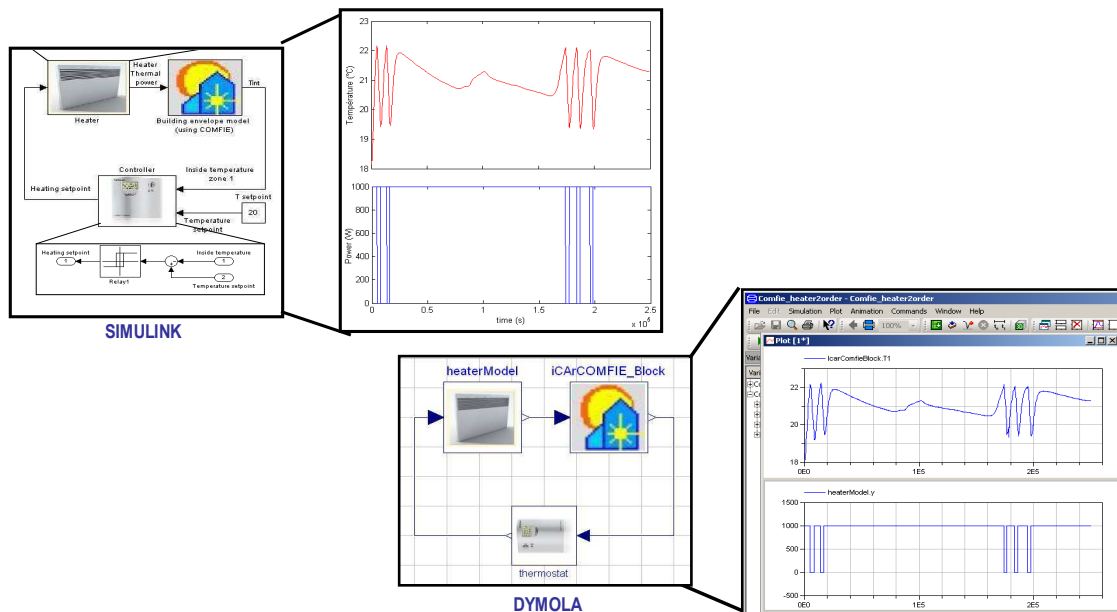 Heater
Thermal
power
Tint
Heater
Building envelope model
(using COMFIE)
Controller
Heating setpoint
Inside temperature
zone 1
T setpoint
20
Temperature
setpoint
Heating setpoint
1
Relay1
Inside temperature
1
2
Temperature setpoint
SIMULINK
23
22
21
20
19
18
Température (°C)
1000
800
600
400
200
0
Power (W)
0
0.5
1
1.5
2
2.5
time (s)
x 10
heaterModel
iCArCOMFIE_Block
thermostat
DYMOLA
Comfie_heater2order - Comfie_heater2order
File Edit Simulation Plot Animation Commands Window Help
100%
Plot [1*]
IcarComfieBlock.T1
22
20
18
0E0
1E5
2E5
heaterModel.y
1500
1000
500
0
-500
0E0
1E5
2E5